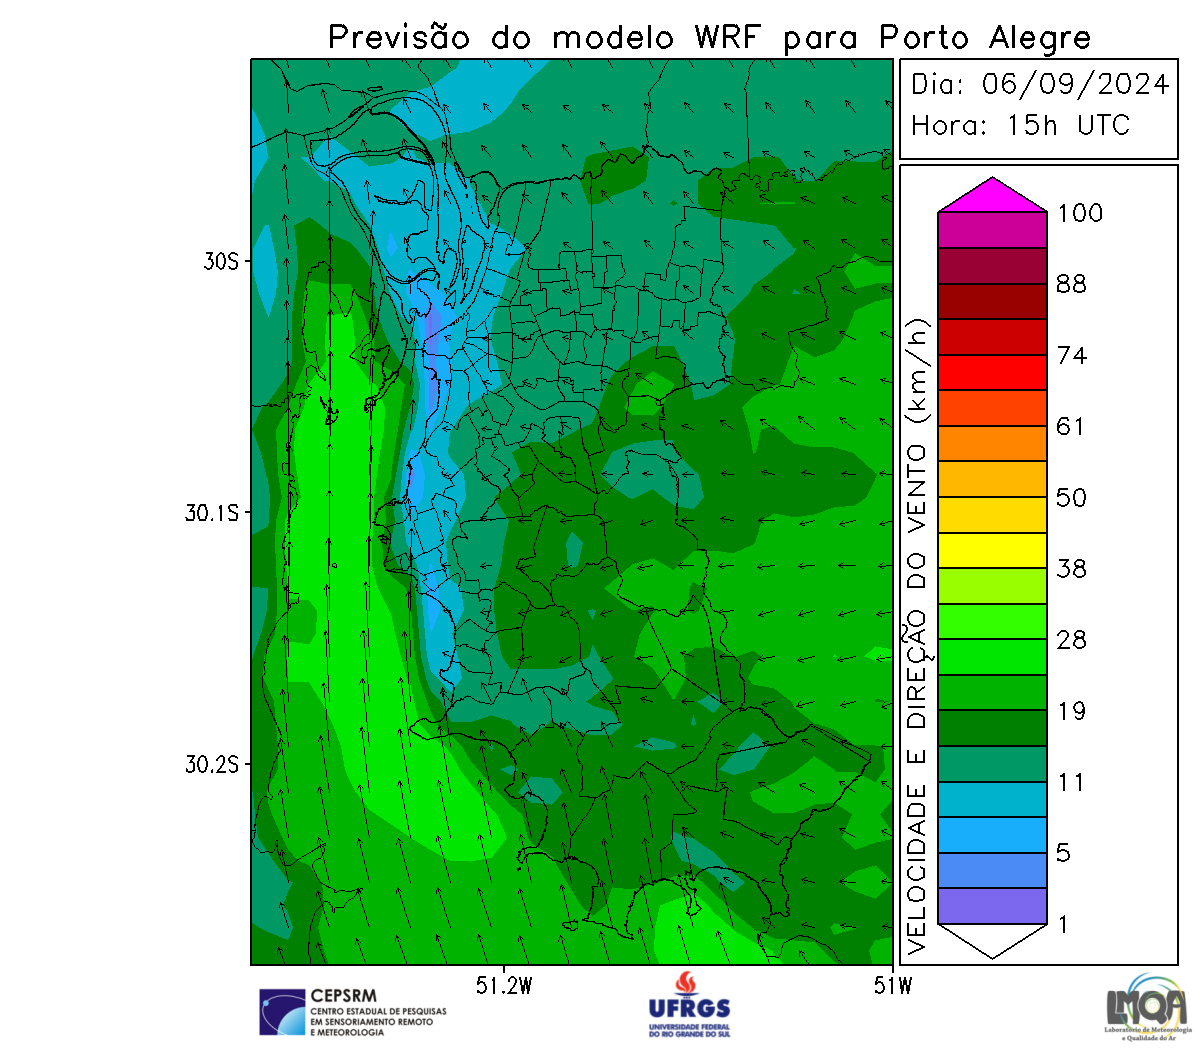 Previsão do modelo WRF para Porto Alegre
Dia: 06/09/2024
Hora: 15h UTC
30S
30.1S
30.2S
51.2W
51W
VELOCIDADE E DIREÇÃO DO VENTO (km/h)
100
88
74
61
50
38
28
19
11
5
1
CEPSRM
CENTRO ESTADUAL DE PESQUISAS
EM SENSORIAMENTO REMOTO
E METEOROLOGIA
UFRGS
UNIVERSIDADE FEDERAL
DO RIO GRANDE DO SUL
LMQA
Laboratório de Meteorologia
e Qualidade do Ar